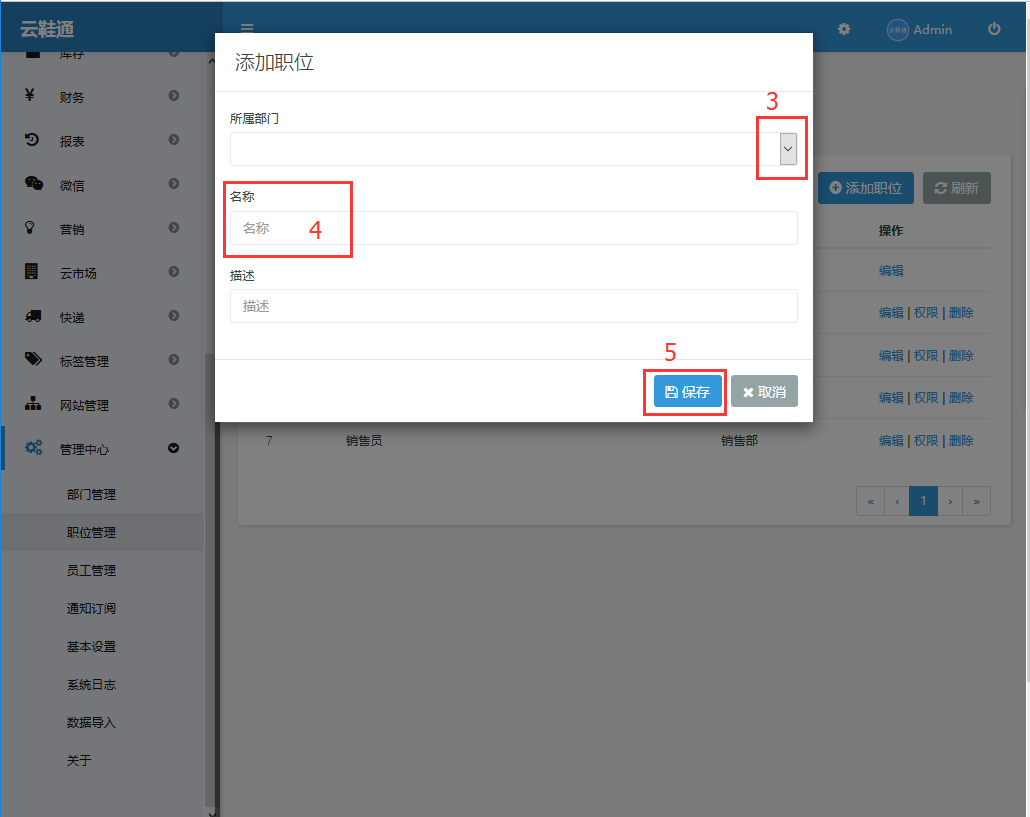 云鞋通
Admin
库存
财务
报表
微信
营销
云市场
快递
标签管理
网站管理
管理中心
部门管理
职位管理
员工管理
通知订阅
基本设置
系统日志
数据导入
关于
添加职位
所属部门
3
名称
名称 4
描述
描述
5
保存 取消
添加职位 刷新
操作
编辑
编辑 | 权限 | 删除
编辑 | 权限 | 删除
编辑 | 权限 | 删除
7 销售员 销售部 编辑 | 权限 | 删除
« ‹ 1 › »